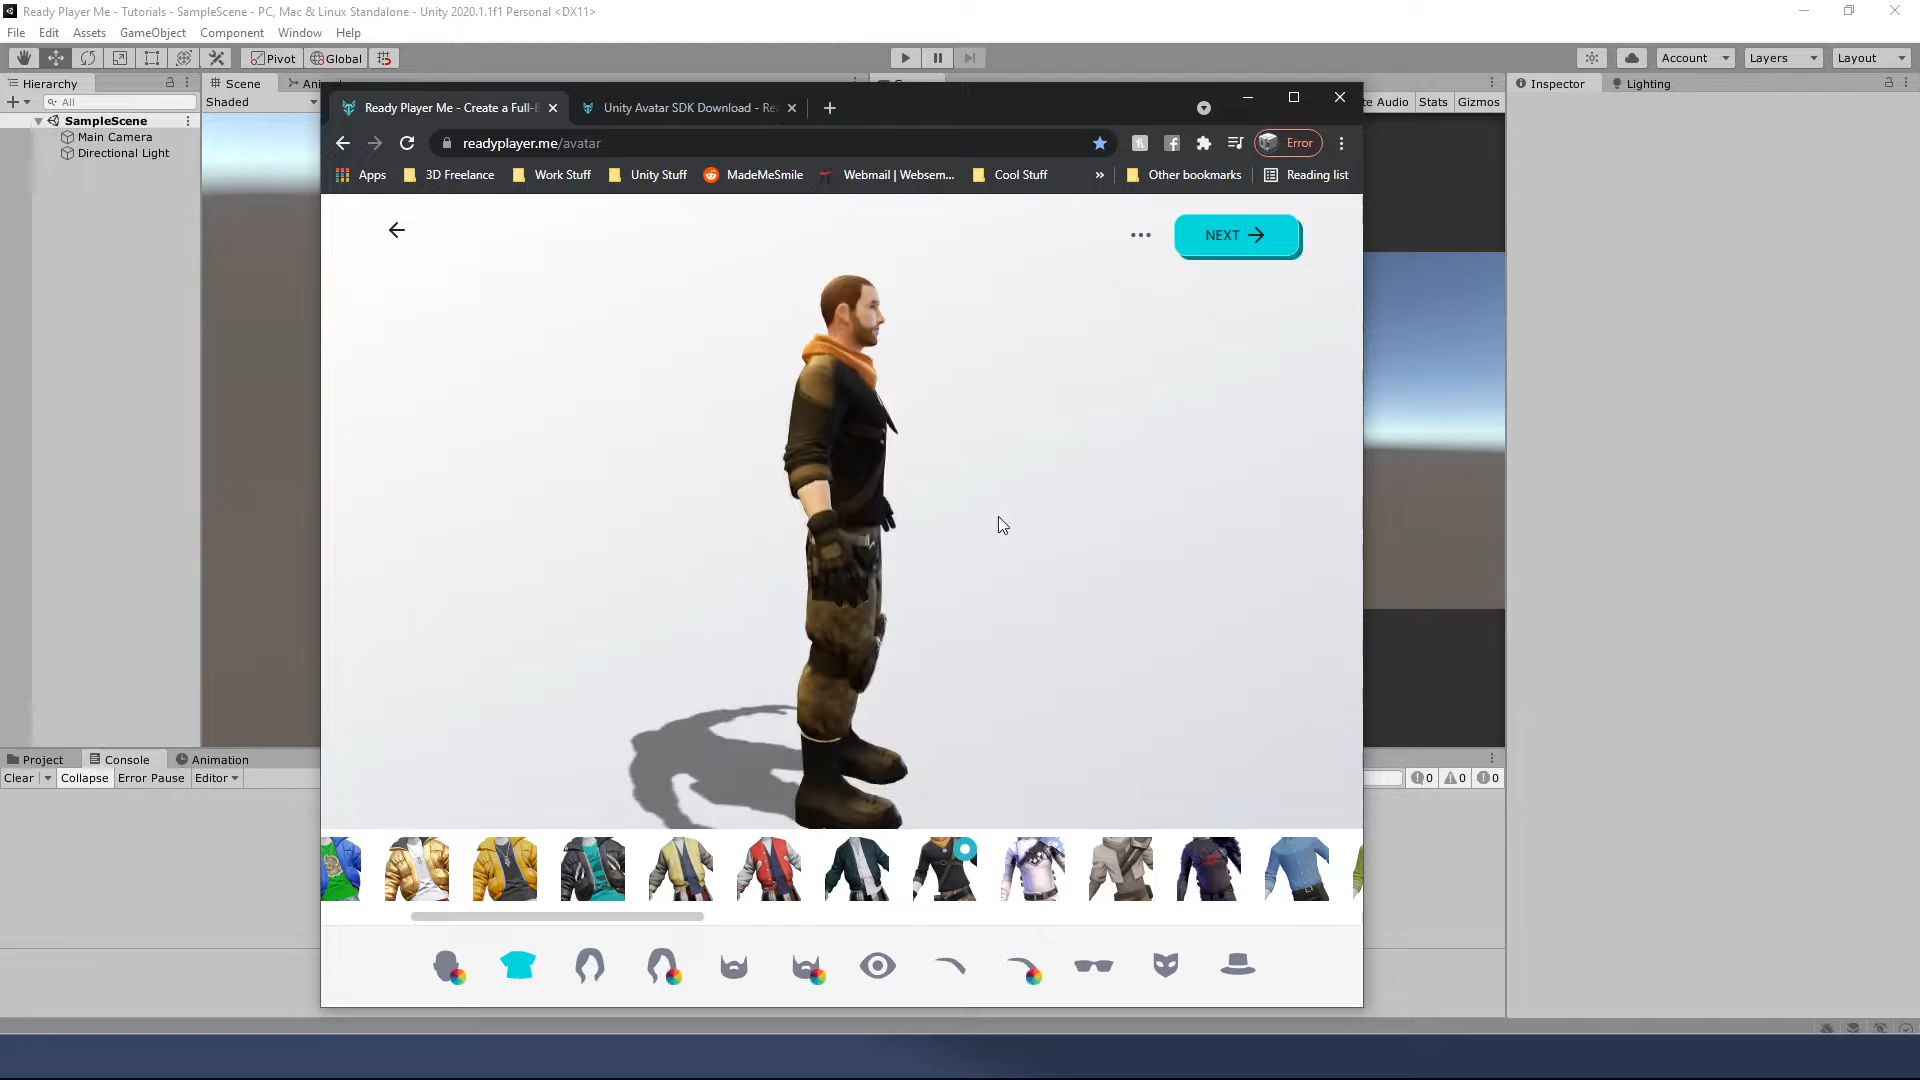 Ready Player Me - Tutorials - SampleScene - PC, Mac & Linux Standalone - Unity 2020.1.1f1 Personal <DX11>
File Edit Assets GameObject Component Window Help
Pivot Global Account Layers Layout
Hierarchy Scene Inspector Lighting
All Shaded Audio Stats Gizmos
SampleScene
Main Camera
Directional Light
Ready Player Me - Create a Full- Unity Avatar SDK Download -
readyplayer.me/avatar Error
Apps 3D Freelance Work Stuff Unity Stuff MadeMeSmile Webmail | Websem... Cool Stuff » Other bookmarks Reading list
NEXT
Project Console Animation
Clear Collapse Error Pause Editor 0 0 0